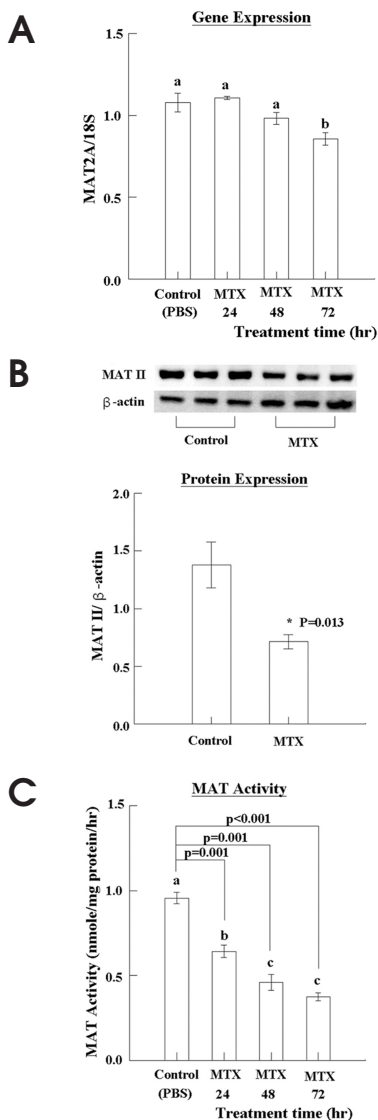 A
Gene Expression
MAT2A/18S
1.5
1.0
0.5
0.0
a
a
a
b
Control (PBS)
MTX 24
MTX 48
MTX 72
Treatment time (hr)
B
MAT II
β-actin
Control
MTX
Protein Expression
MAT II/ β-actin
2.0
1.5
1.0
0.5
0.0
* P=0.013
Control
MTX
C
MAT Activity
MAT Activity (nmole/mg protein/hr)
1.5
1.0
0.5
0.0
p<0.001
p=0.001
p=0.001
a
b
c
c
Control (PBS)
MTX 24
MTX 48
MTX 72
Treatment time (hr)